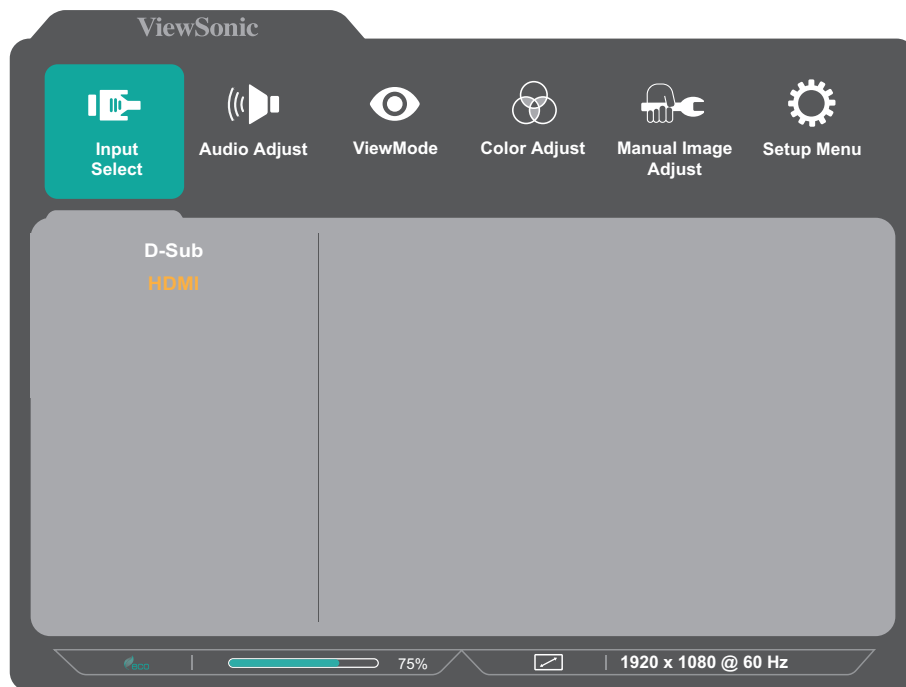 ViewSonic
Input
Select
Audio Adjust
ViewMode
Color Adjust
Manual Image
Adjust
Setup Menu
D-Sub
HDMI
75%
1920 x 1080 @ 60 Hz